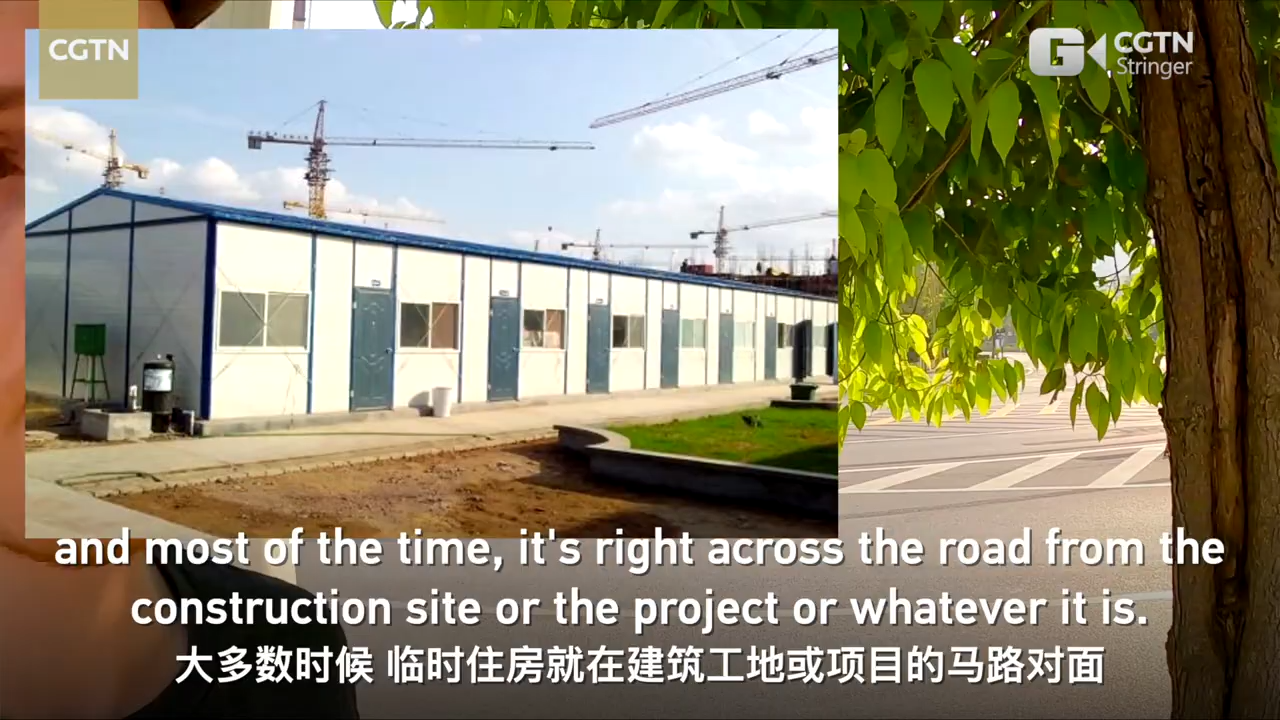 CGTN
CGTN
Stringer
and most of the time, it's right across the road from the
construction site or the project or whatever it is.
大多数时候 临时住房就在建筑工地或项目的马路对面